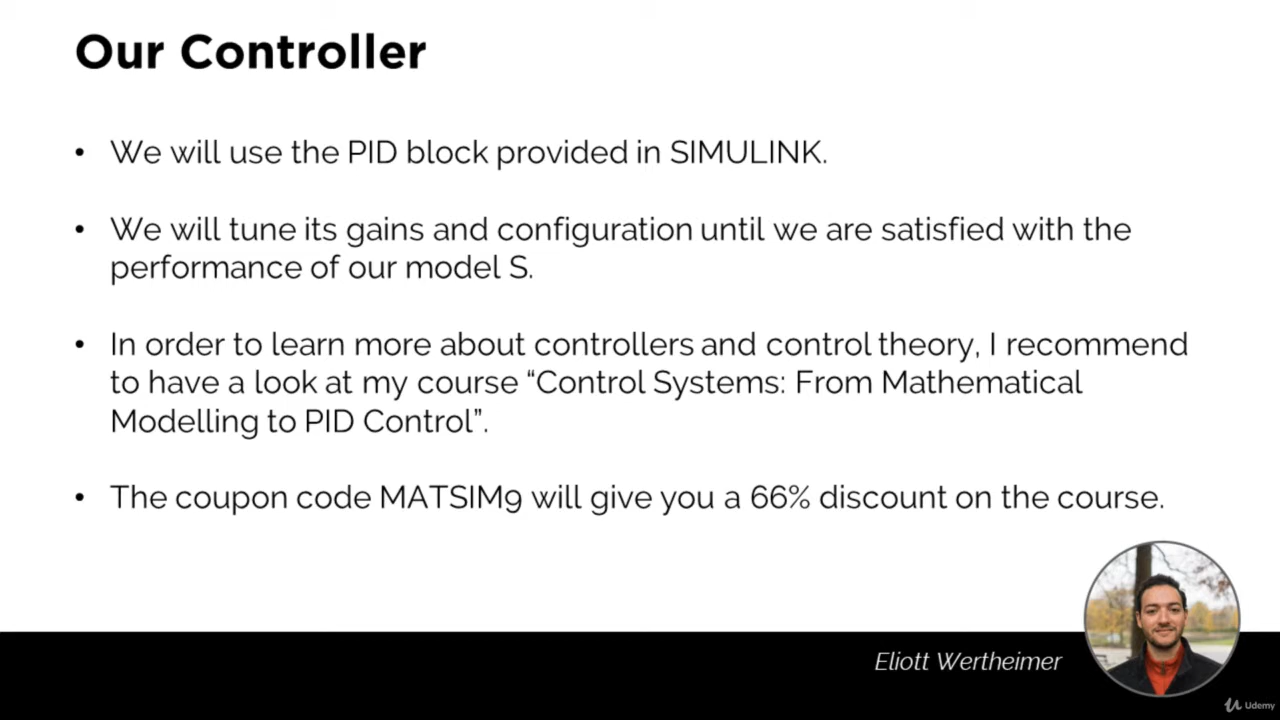 Our Controller
• We will use the PID block provided in SIMULINK.
• We will tune its gains and configuration until we are satisfied with the
performance of our model S.
• In order to learn more about controllers and control theory, I recommend
to have a look at my course “Control Systems: From Mathematical
Modelling to PID Control”.
• The coupon code MATSIM9 will give you a 66% discount on the course.
Eliott Wertheimer
Udemy